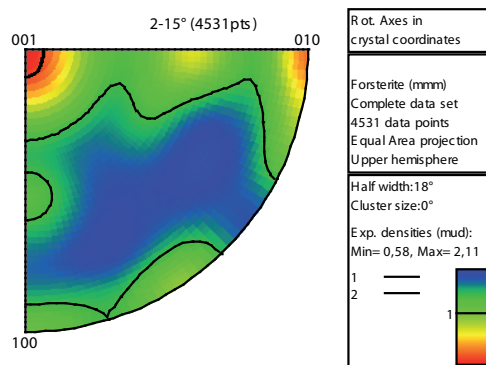 2-15° (4531pts)
001
010
100
Rot. Axes in
crystal coordinates
Forsterite (mmm)
Complete data set
4531 data points
Equal Area projection
Upper hemisphere
Half width:18°
Cluster size:0°
Exp. densities (mud):
Min= 0,58, Max= 2,11
1
2
1